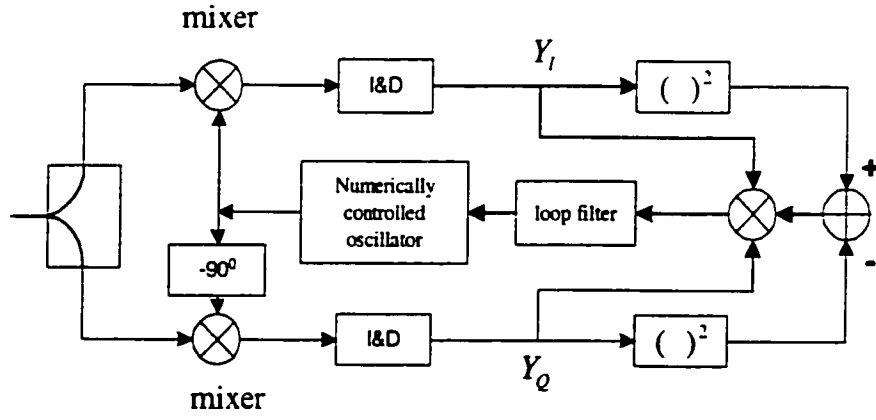 mixer
I&D
Y_I
( )²
+
Numerically
controlled
oscillator
loop filter
-
-90⁰
I&D
Y_Q
( )²
mixer